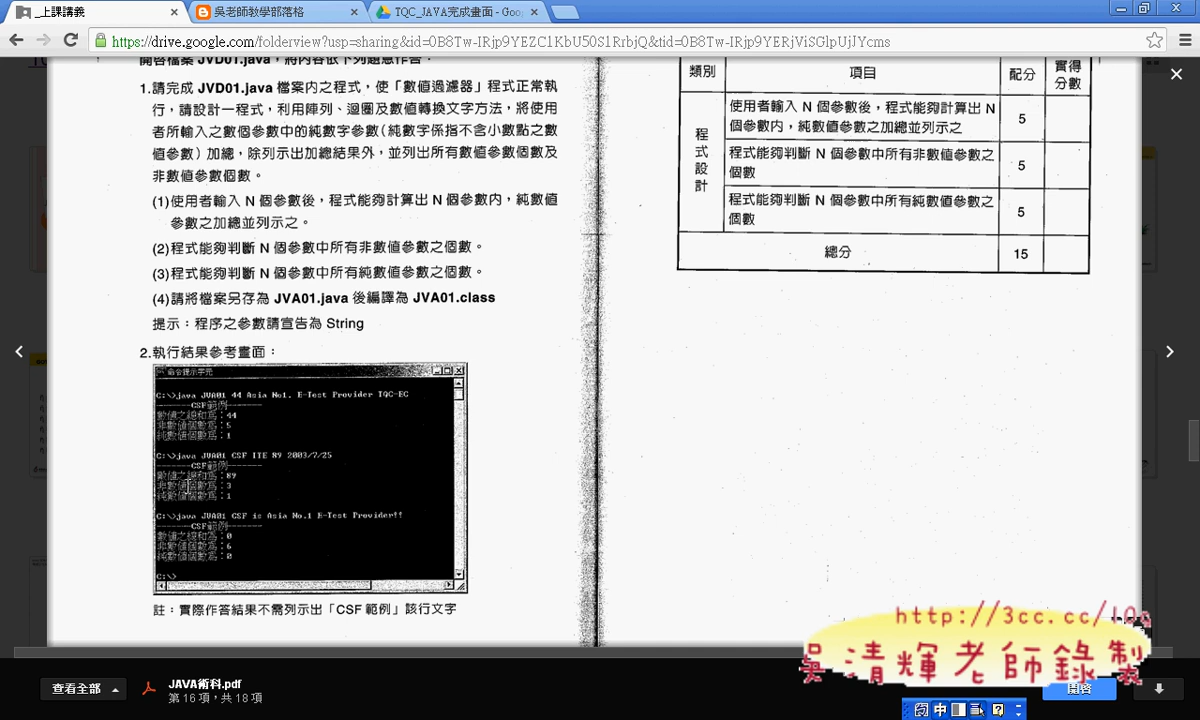 _上課講義
吳老師教學部落格
TQC_JAVA完成畫面 - Goo
https://drive.google.com/folderview?usp=sharing&id=0B8Tw-IRjp9YEZC1KbU50S1RrbjQ&tid=0B8Tw-IRjp9YERjViSGlpUjJYcms
開啟檔案 JVD01.java，將內容依下列題意作答：
1.請完成 JVD01.java 檔案內之程式，使「數值過濾器」程式正常執
行，請設計一程式，利用陣列、迴圈及數值轉換文字方法，將使用
者所輸入之數個參數中的純數字參數(純數字係指不含小數點之數
值參數）加總，除列示出加總結果外，並列出所有數值參數個數及
非數值參數個數。
(1)使用者輸入 N 個參數後，程式能夠計算出 N 個參數內，純數值
參數之加總並列示之。
(2)程式能夠判斷 N 個參數中所有非數值參數之個數。
(3)程式能夠判斷 N 個參數中所有純數值參數之個數。
(4)請將檔案另存為 JVA01.java 後編譯為 JVA01.class
提示：程序之參數請宣告為 String
2.執行結果參考畫面：
命令提示字元
C:\>java JVA01 44 Asia No1. E-Test Provider TQC-EC
-------CSF範例-------
數值之總和為：44
非數值個數為：5
純數值個數為：1
C:\>java JVA01 CSF ITE 89 2003/7/25
-------CSF範例-------
數值之總和為：89
非數值個數為：3
純數值個數為：1
C:\>java JVA01 CSF is Asia No.1 E-Test Provider!!
-------CSF範例-------
數值之總和為：0
非數值個數為：6
純數值個數為：0
C:\>
註：實際作答結果不需列示出「CSF 範例」該行文字
類別 項目 配分 實得分數
程式設計
使用者輸入 N 個參數後，程式能夠計算出 N
個參數內，純數值參數之加總並列示之 5
程式能夠判斷 N 個參數中所有非數值參數之
個數 5
程式能夠判斷 N 個參數中所有純數值參數之
個數 5
總分 15
http://3cc.cc/10q
吳清輝老師錄製
查看全部
JAVA術科.pdf
第 16 項，共 18 項
開啟
中